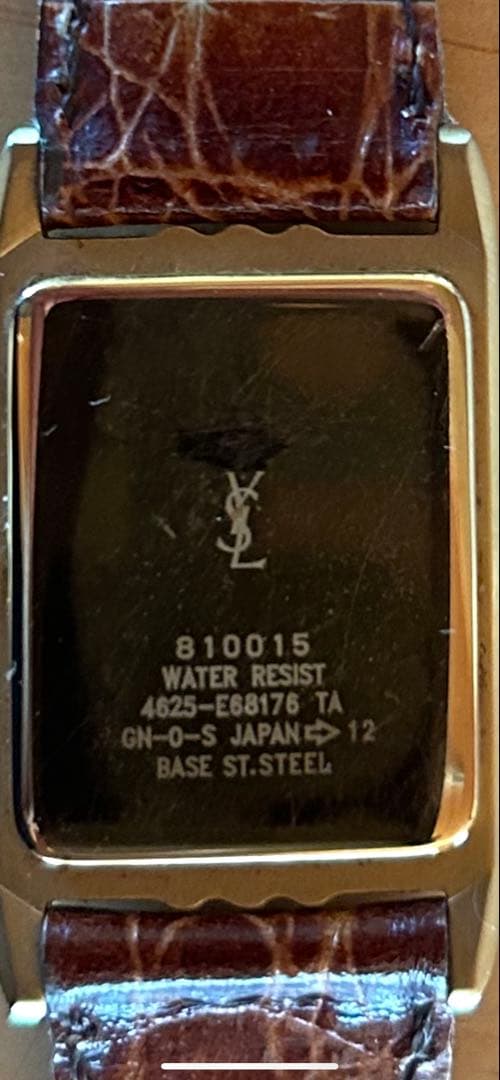 YSL
810015
WATER RESIST
4625-E68176 TA
GN-0-S JAPAN⇨12
BASE ST.STEEL